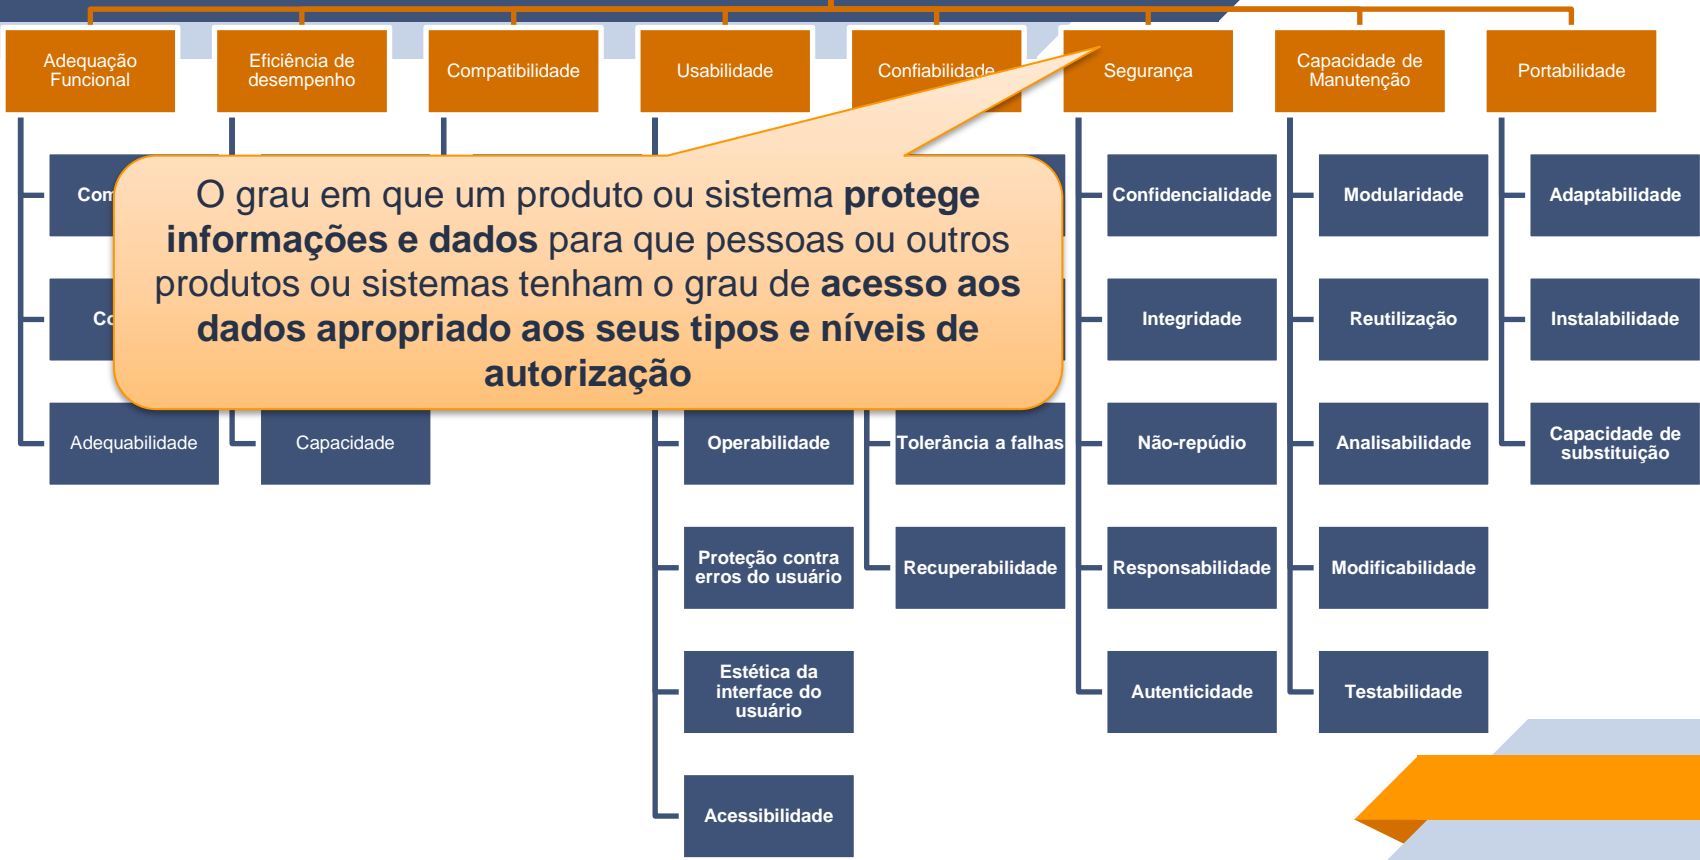 Adequação
Funcional
Eficiência de
desempenho
Compatibilidade
Usabilidade
Confiabilidade
Segurança
Capacidade de
Manutenção
Portabilidade
O grau em que um produto ou sistema protege
informações e dados para que pessoas ou outros
produtos ou sistemas tenham o grau de acesso aos
dados apropriado aos seus tipos e níveis de
autorização
Confidencialidade
Modularidade
Adaptabilidade
Integridade
Reutilização
Instalabilidade
Adequabilidade
Capacidade
Operabilidade
Tolerância a falhas
Não-repúdio
Analisabilidade
Capacidade de
substituição
Proteção contra
erros do usuário
Recuperabilidade
Responsabilidade
Modificabilidade
Estética da
interface do
usuário
Autenticidade
Testabilidade
Acessibilidade